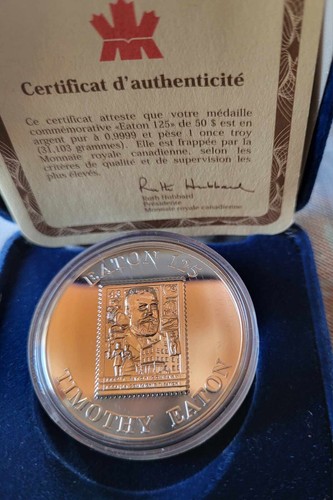 Certificat d'authenticité
Ce certificat atteste que votre médaille
commémorative «Eaton 125» de 50 $ est en
argent pur à 0.9999 et pèse 1 once troy
(31,103 grammes). Elle est frappée par la
Monnaie royale canadienne, selon les
critères de qualité et de supervision les
plus élevés.
Ruth Hubbard
Ruth Hubbard
Présidente
Monnaie royale canadienne
EATON 125
TIMOTHY EATON